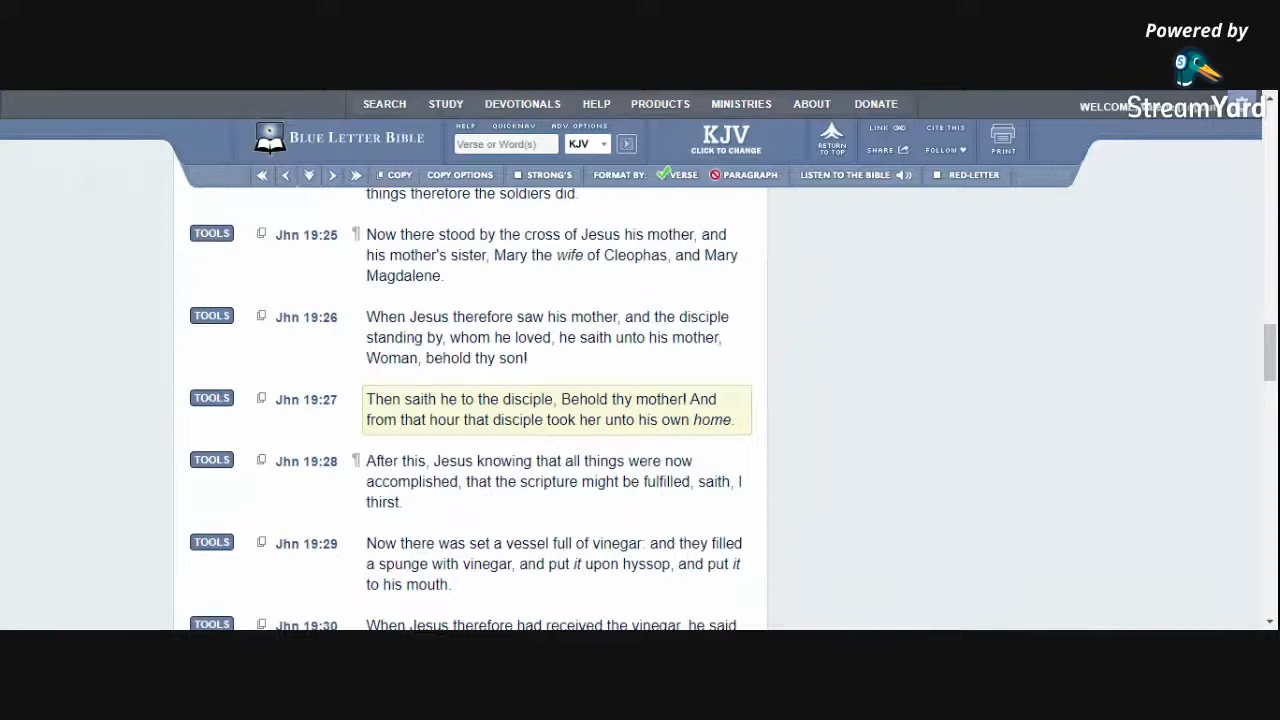 Powered by
StreamYard
SEARCH STUDY DEVOTIONALS HELP PRODUCTS MINISTRIES ABOUT DONATE WELCOME
BLUE LETTER BIBLE
HELP QUICKNAV ADV. OPTIONS
Verse or Word(s) KJV
KJV
CLICK TO CHANGE
RETURN
TO TOP
LINK CITE THIS
SHARE FOLLOW
PRINT
COPY COPY OPTIONS STRONG'S FORMAT BY: VERSE PARAGRAPH LISTEN TO THE BIBLE RED-LETTER
things therefore the soldiers did.
TOOLS Jhn 19:25 ¶ Now there stood by the cross of Jesus his mother, and
his mother's sister, Mary the wife of Cleophas, and Mary
Magdalene.
TOOLS Jhn 19:26 When Jesus therefore saw his mother, and the disciple
standing by, whom he loved, he saith unto his mother,
Woman, behold thy son!
TOOLS Jhn 19:27 Then saith he to the disciple, Behold thy mother! And
from that hour that disciple took her unto his own home.
TOOLS Jhn 19:28 ¶ After this, Jesus knowing that all things were now
accomplished, that the scripture might be fulfilled, saith, I
thirst.
TOOLS Jhn 19:29 Now there was set a vessel full of vinegar: and they filled
a spunge with vinegar, and put it upon hyssop, and put it
to his mouth.
TOOLS Jhn 19:30 When Jesus therefore had received the vinegar, he said,